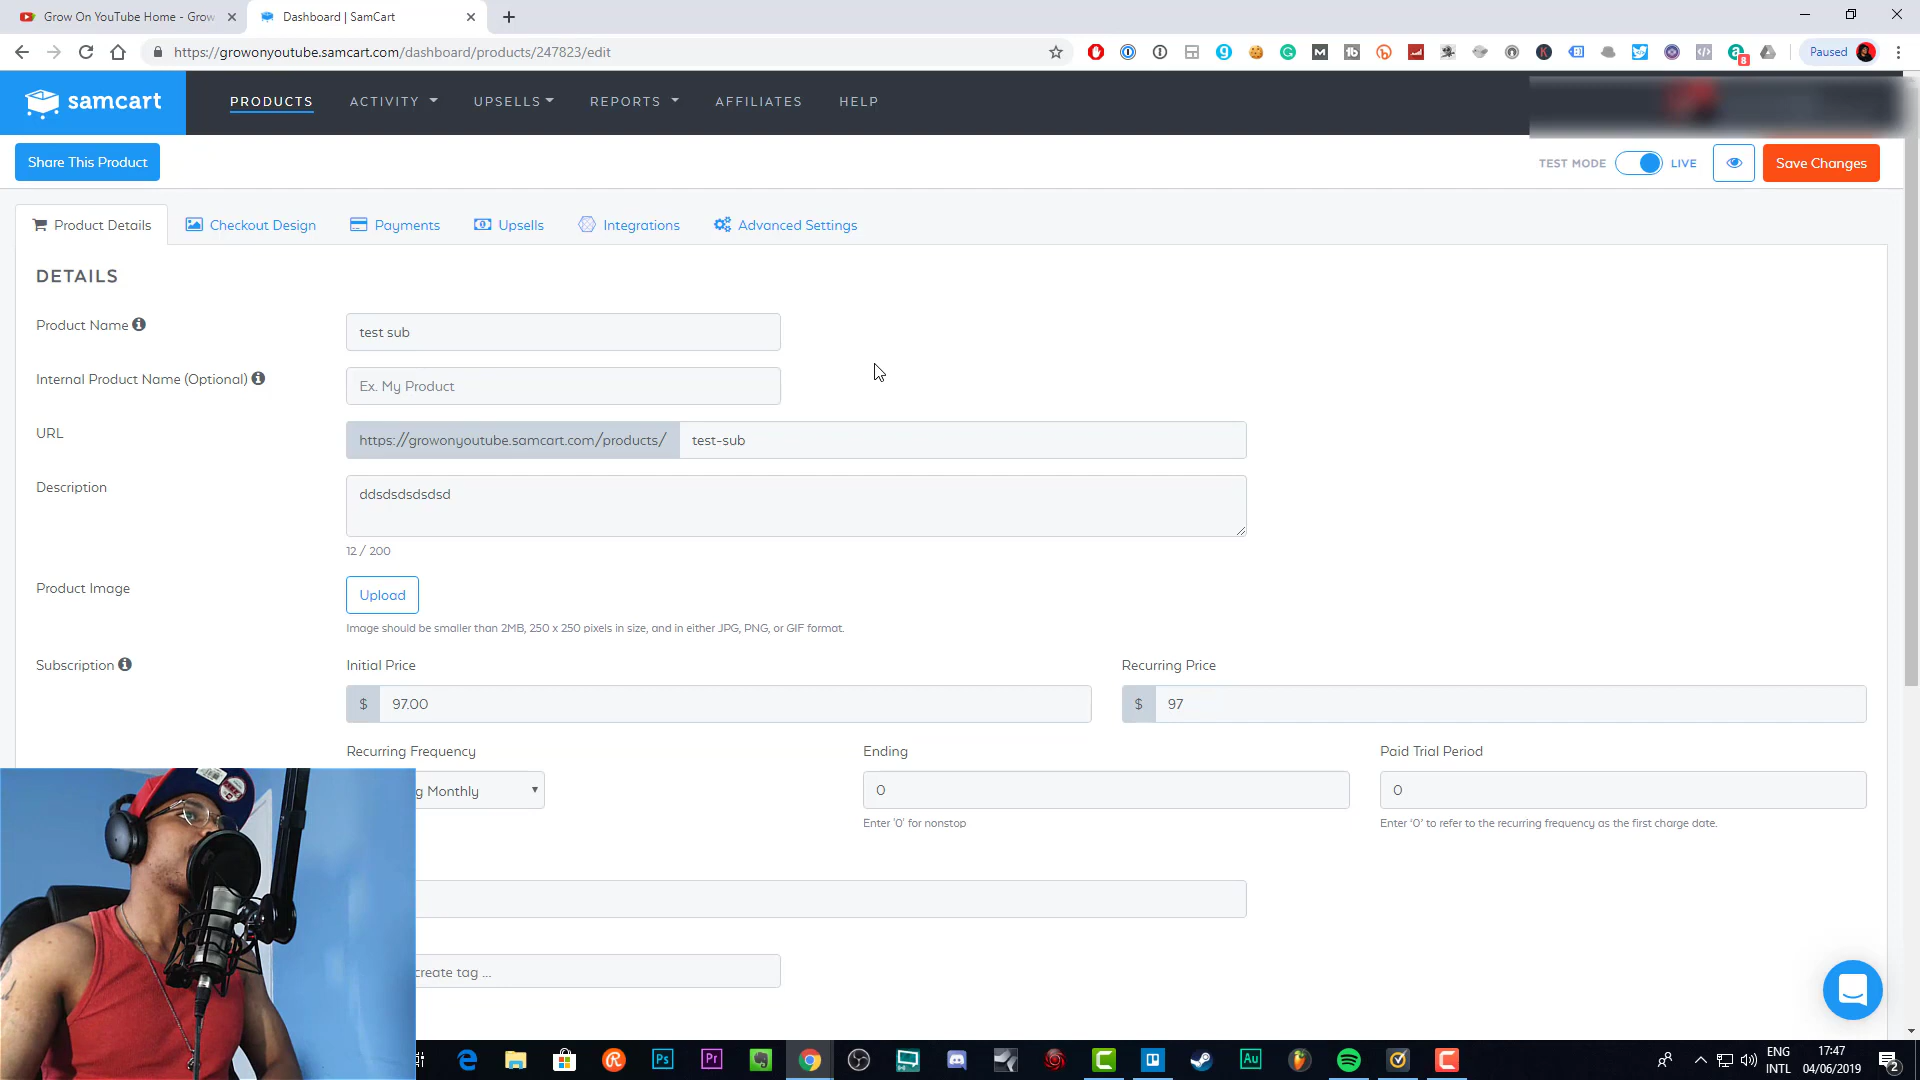 Grow On YouTube Home - Grow
Dashboard | SamCart
https://growonyoutube.samcart.com/dashboard/products/247823/edit
Paused
samcart
PRODUCTS
ACTIVITY
UPSELLS
REPORTS
AFFILIATES
HELP
Share This Product
TEST MODE
LIVE
Save Changes
Product Details
Checkout Design
Payments
Upsells
Integrations
Advanced Settings
DETAILS
Product Name
test sub
Internal Product Name (Optional)
Ex. My Product
URL
https://growonyoutube.samcart.com/products/
test-sub
Description
ddsdsdsdsdsd
12 / 200
Product Image
Upload
Image should be smaller than 2MB, 250 x 250 pixels in size, and in either JPG, PNG, or GIF format.
Subscription
Initial Price
Recurring Price
$ 97.00
$ 97
Recurring Frequency
Ending
Paid Trial Period
g Monthly
0
0
Enter '0' for nonstop
Enter '0' to refer to the recurring frequency as the first charge date.
create tag ...
Ps
Pr
Au
ENG
INTL
17:47
04/06/2019
2